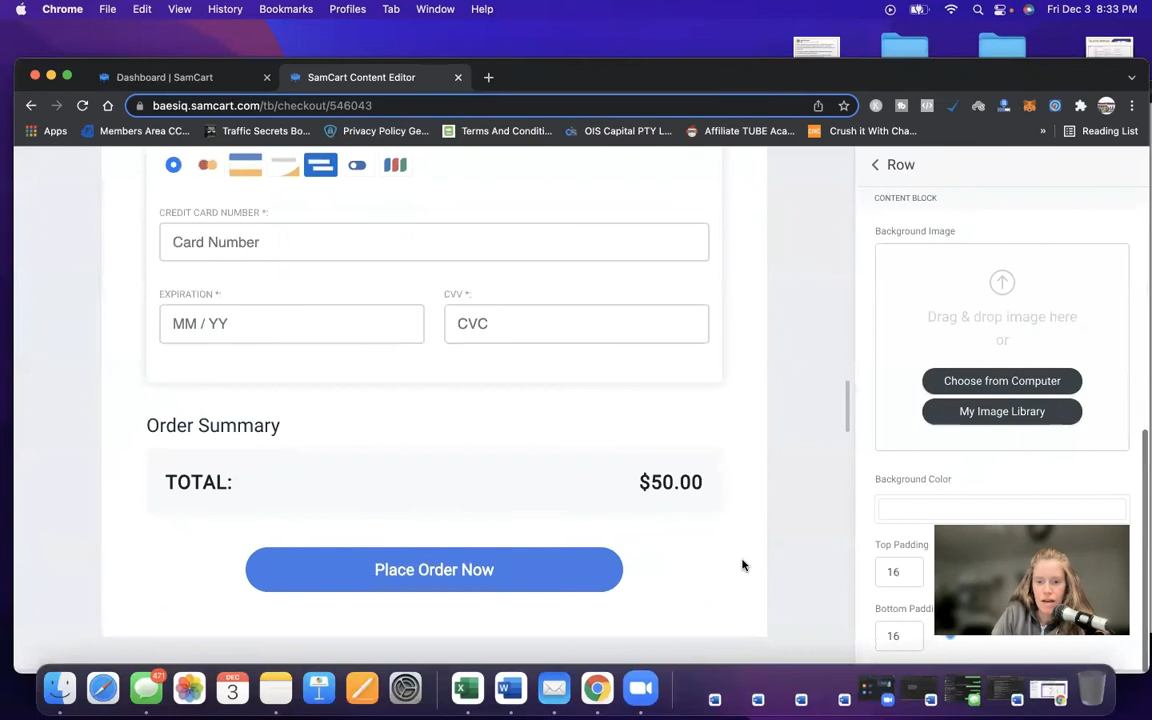 Chrome File Edit View History Bookmarks Profiles Tab Window Help Fri Dec 3 8:33 PM
Dashboard | SamCart SamCart Content Editor
baesiq.samcart.com/tb/checkout/546043
Apps Members Area CC... Traffic Secrets Bo... Privacy Policy Ge... Terms And Condition... OIS Capital PTY L... Affiliate TUBE Aca... Crush it With Cha... » Reading List
Row
CONTENT BLOCK
CREDIT CARD NUMBER *:
Card Number
Background Image
EXPIRATION *: CVV *:
MM / YY CVC
Drag & drop image here
or
Choose from Computer
My Image Library
Order Summary
TOTAL: $50.00
Background Color
Top Padding
16
Place Order Now
Bottom Paddi
16
471
DEC
3